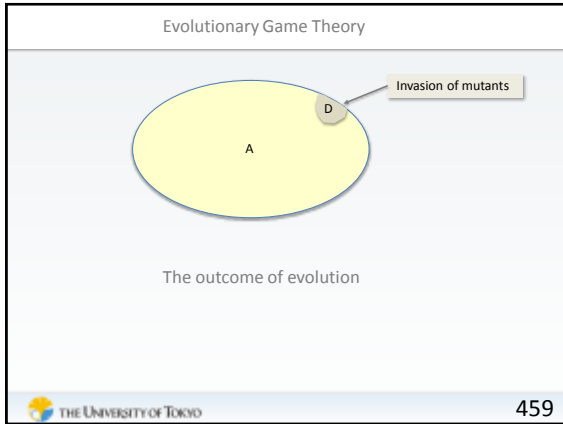 Evolutionary Game Theory
Invasion of mutants
D
A
The outcome of evolution
THE UNIVERSITY OF TOKYO
459